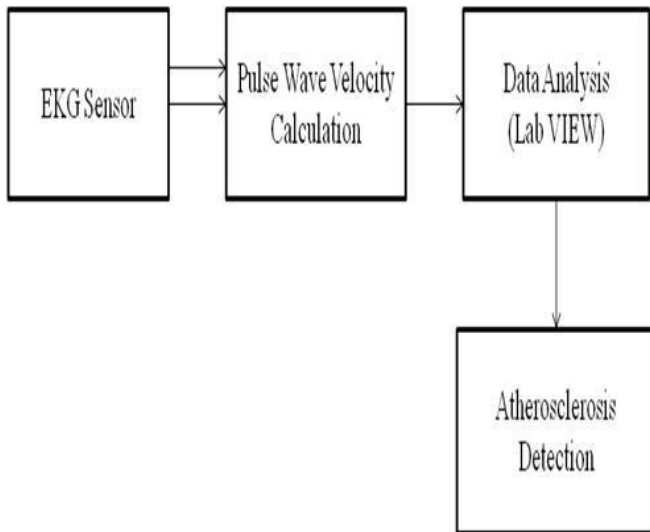 EKG Sensor
Pulse Wave Velocity
Calculation
Data Analysis
(Lab VIEW)
Atherosclerosis
Detection